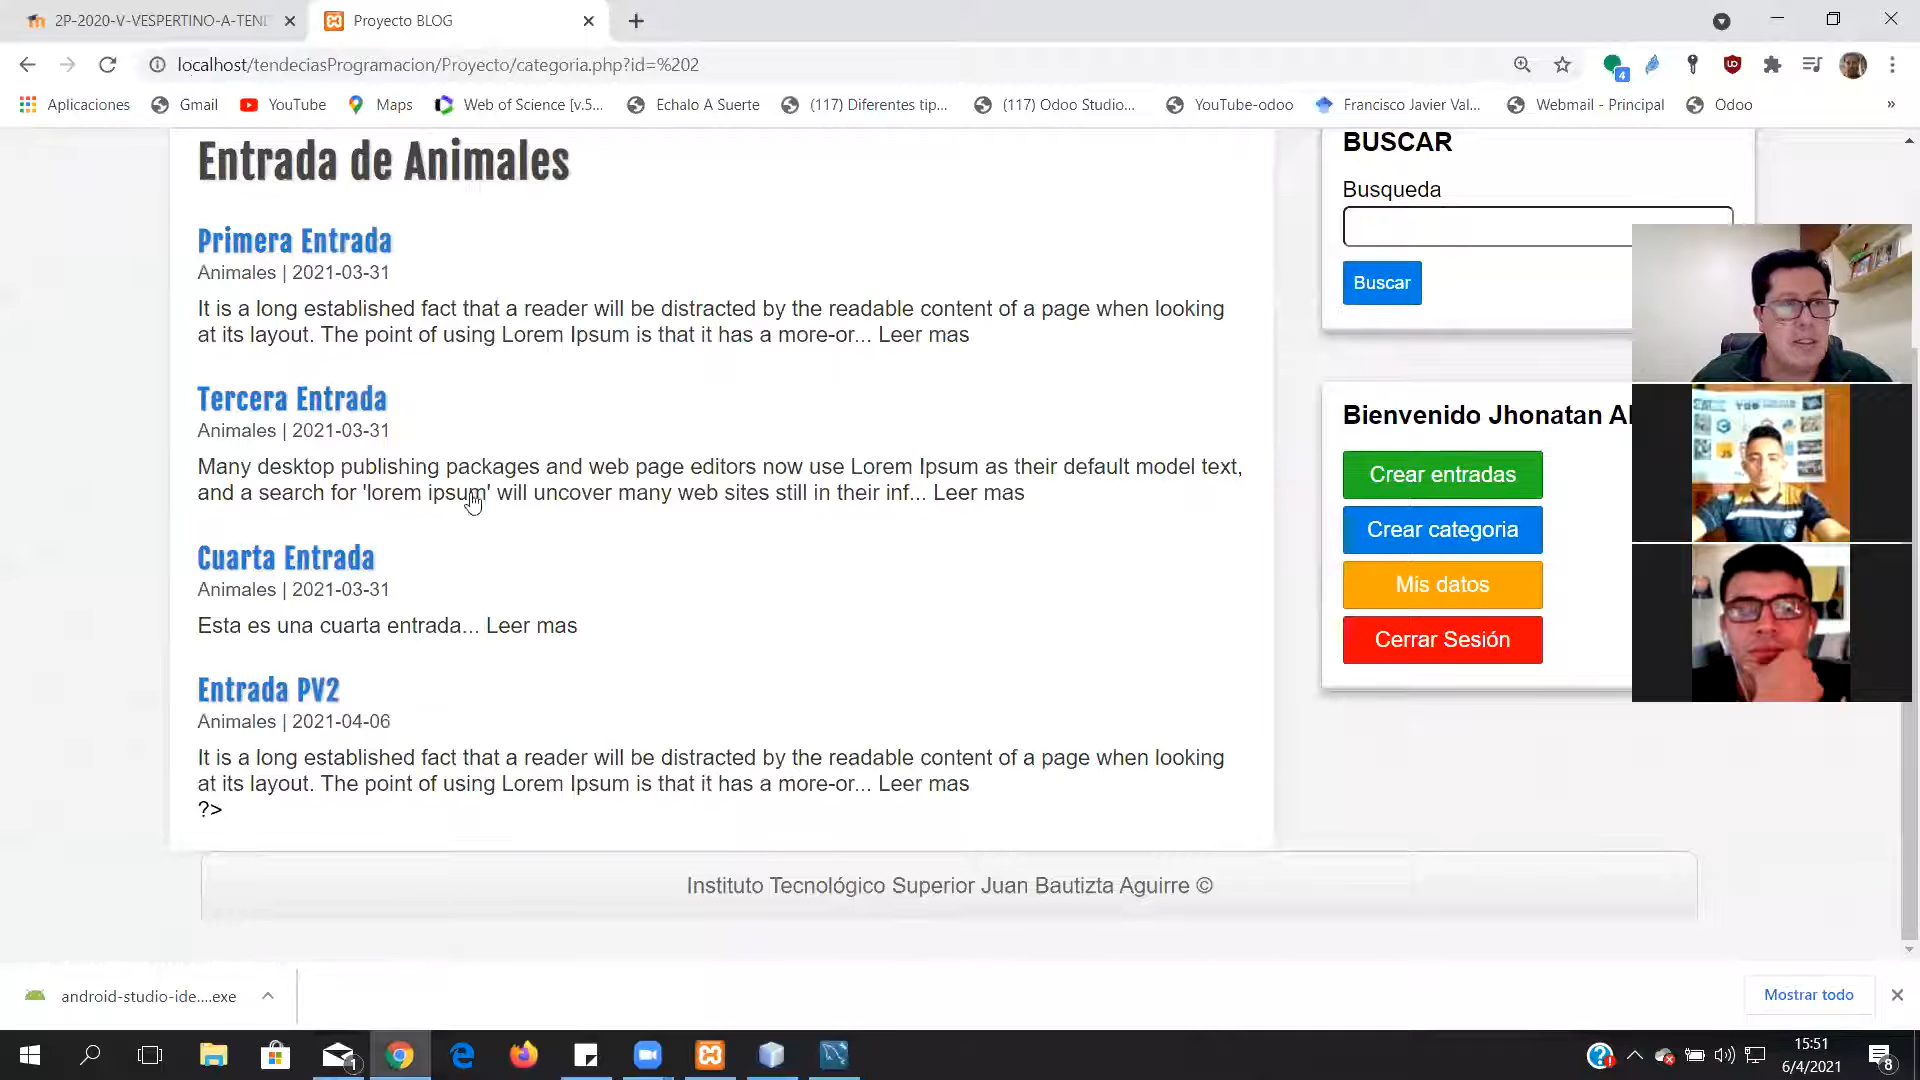 2P-2020-V-VESPERTINO-A-TEND
Proyecto BLOG
localhost/tendeciasProgramacion/Proyecto/categoria.php?id=%202
4
Aplicaciones
Gmail
YouTube
Maps
Web of Science [v.5...
Echalo A Suerte
(117) Diferentes tip...
(117) Odoo Studio...
YouTube-odoo
Francisco Javier Val...
Webmail - Principal
Odoo
»
Entrada de Animales
Primera Entrada
Animales | 2021-03-31
It is a long established fact that a reader will be distracted by the readable content of a page when looking
at its layout. The point of using Lorem Ipsum is that it has a more-or... Leer mas
Tercera Entrada
Animales | 2021-03-31
Many desktop publishing packages and web page editors now use Lorem Ipsum as their default model text,
and a search for 'lorem ipsum' will uncover many web sites still in their inf... Leer mas
Cuarta Entrada
Animales | 2021-03-31
Esta es una cuarta entrada... Leer mas
Entrada PV2
Animales | 2021-04-06
It is a long established fact that a reader will be distracted by the readable content of a page when looking
at its layout. The point of using Lorem Ipsum is that it has a more-or... Leer mas
?>
BUSCAR
Busqueda
Buscar
Bienvenido Jhonatan Al
Crear entradas
Crear categoria
Mis datos
Cerrar Sesión
Instituto Tecnológico Superior Juan Bautizta Aguirre ©
android-studio-ide....exe
Mostrar todo
1
15:51
6/4/2021
8